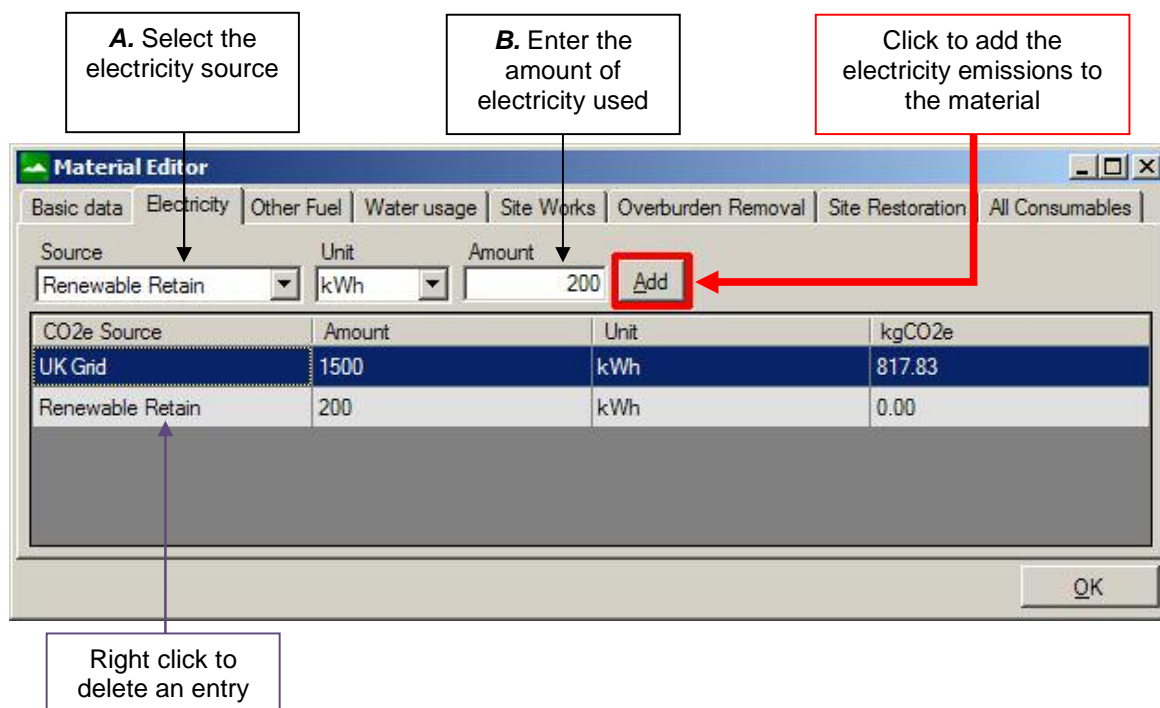 A. Select the
electricity source
B. Enter the
amount of
electricity used
Click to add the
electricity emissions to
the material
Material Editor
Basic data Electricity Other Fuel Water usage Site Works Overburden Removal Site Restoration All Consumables
Source Unit Amount
Renewable Retain kWh 200 Add
CO2e Source Amount Unit kgCO2e
UK Grid 1500 kWh 817.83
Renewable Retain 200 kWh 0.00
OK
Right click to
delete an entry